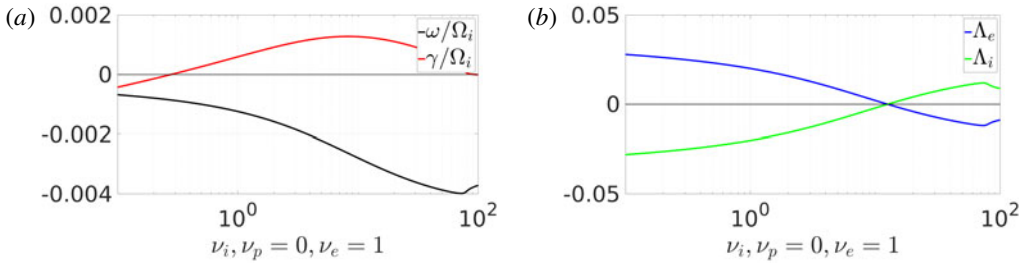 (a)
0.002
0
-0.002
-0.004
ω/Ω_i
γ/Ω_i
10^0
10^2
ν_i, ν_p = 0, ν_e = 1
(b)
0.05
0
-0.05
Λ_e
Λ_i
10^0
10^2
ν_i, ν_p = 0, ν_e = 1